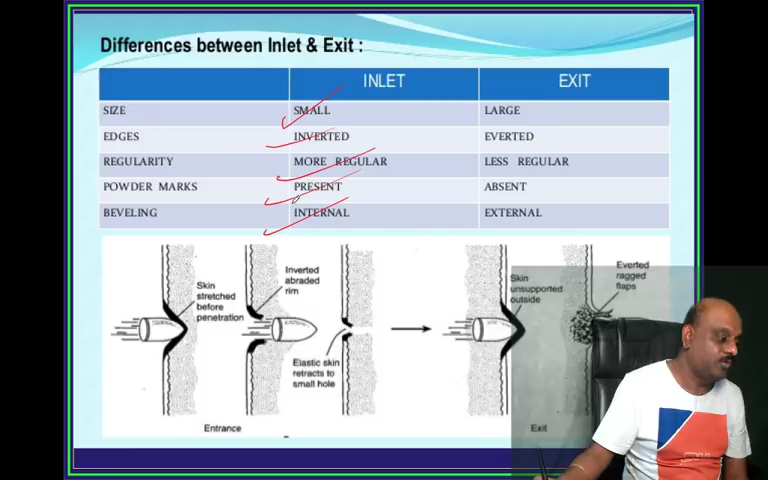 Differences between Inlet & Exit :
INLET EXIT
SIZE SMALL LARGE
EDGES INVERTED EVERTED
REGULARITY MORE REGULAR LESS REGULAR
POWDER MARKS PRESENT ABSENT
BEVELING INTERNAL EXTERNAL
Skin
stretched
before
penetration
Inverted
abraded
rim
Elastic skin
retracts to
small hole
Entrance
Skin
unsupported
outside
Everted
ragged
flaps
Exit